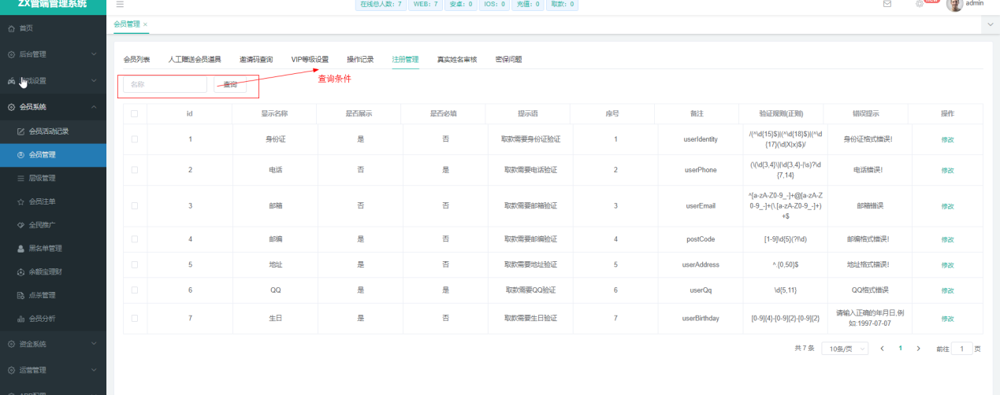 ZX管端管理系统
在线总人数: 7 WEB: 7 安卓: 0 IOS: 0 充值: 0 取款: 0
new admin
首页
会员管理 ×
后台管理
游戏设置
会员系统
会员活动记录
会员管理
层级管理
会员注单
全民推广
黑名单管理
余额宝理财
点杀管理
会员分析
资金系统
运营管理
会员列表 人工赠送会员道具 邀请码查询 VIP等级设置 操作记录 注册管理 真实姓名审核 密保问题
名称 查询 查询条件
id 显示名称 是否展示 是否必填 提示语 序号 备注 验证规则(正则) 错误提示 操作
1 身份证 是 否 取款需要身份证验证 1 userIdentity /(^\d{15}$)|(^\d{18}$)|(^\d 身份证格式错误! 修改
{17}(\d|X|x)$)/
2 电话 否 是 取款需要电话验证 2 userPhone (\(\d{3,4}\)|\d{3,4}-|\s)?\d 电话错误! 修改
{7,14}
3 邮箱 否 否 取款需要邮箱验证 3 userEmail ^[a-zA-Z0-9_-]+@[a-zA-Z 邮箱错误 修改
0-9_-]+(\.[a-zA-Z0-9_-]+)
+$
4 邮编 是 否 取款需要邮编验证 4 postCode [1-9]\d{5}(?!\d) 邮编格式错误! 修改
5 地址 是 否 取款需要地址验证 5 userAddress ^.{0,50}$ 地址格式错误! 修改
6 QQ 是 否 取款需要QQ验证 6 userQq \d{5,11} QQ格式错误 修改
7 生日 是 否 取款需要生日验证 7 userBirthday [0-9]{4}-[0-9]{2}-[0-9]{2} 请输入正确的年月日,例 修改
如:1997-07-07
共 7 条 10条/页 1 前往 1 页